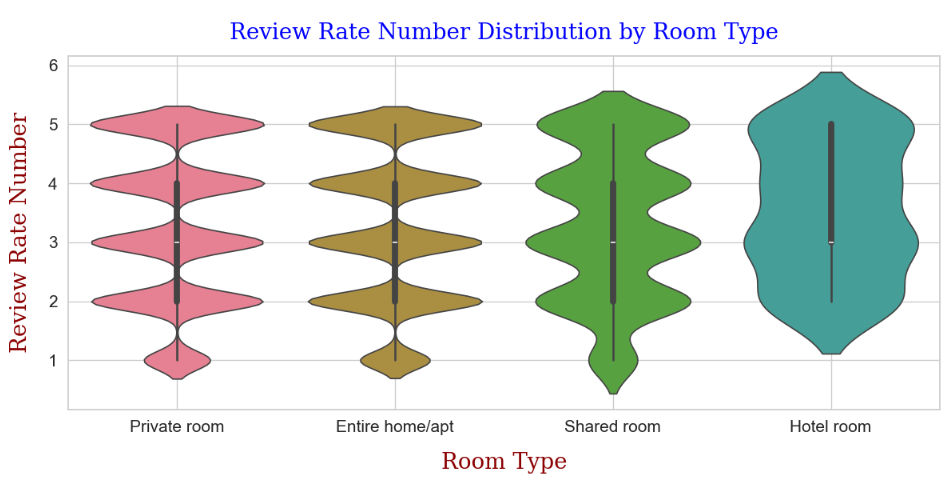 Review Rate Number Distribution by Room Type
Review Rate Number
6
5
4
3
2
1
Private room
Entire home/apt
Shared room
Hotel room
Room Type